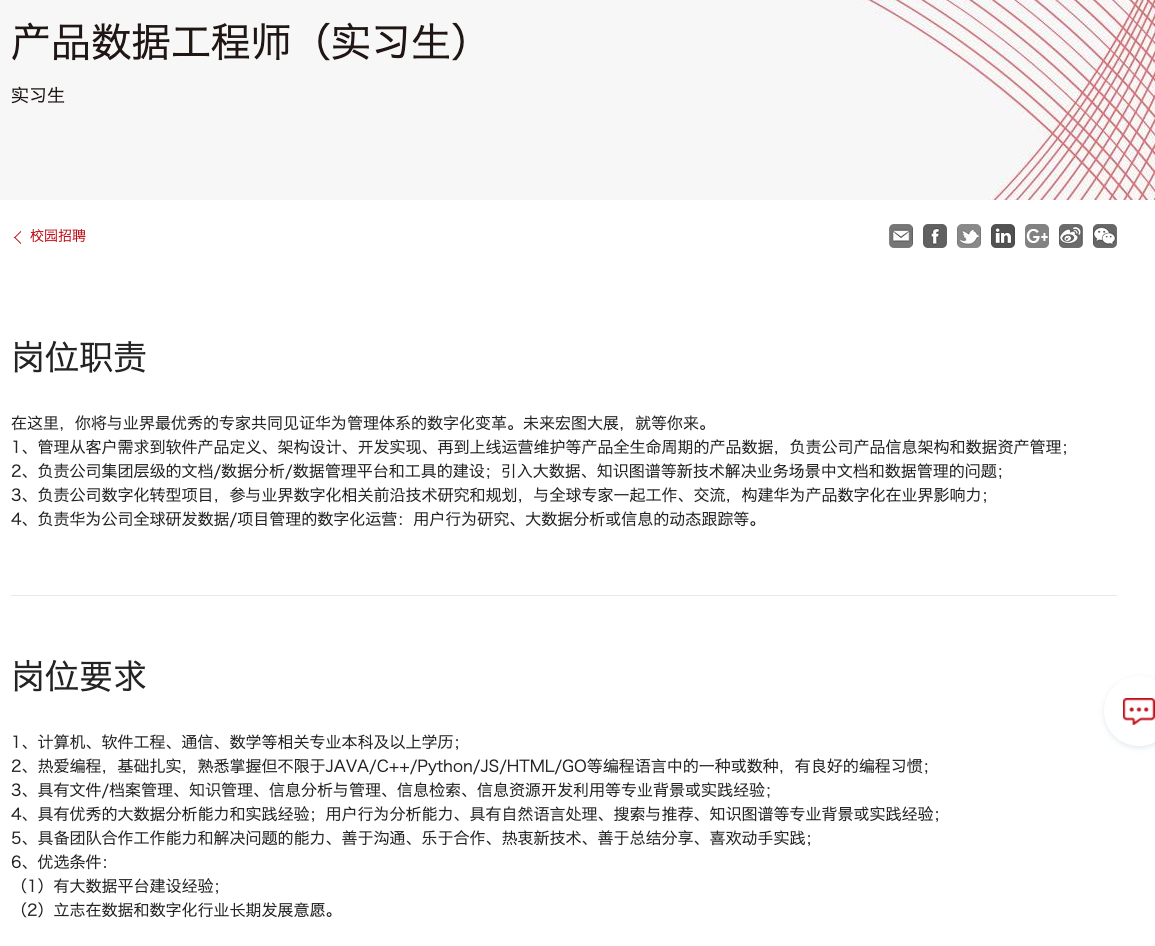 产品数据工程师（实习生）
实习生
校园招聘
岗位职责
在这里，你将与业界最优秀的专家共同见证华为管理体系的数字化变革。未来宏图大展，就等你来。
1、管理从客户需求到软件产品定义、架构设计、开发实现、再到上线运营维护等产品全生命周期的产品数据，负责公司产品信息架构和数据资产管理；
2、负责公司集团层级的文档/数据分析/数据管理平台和工具的建设；引入大数据、知识图谱等新技术解决业务场景中文档和数据管理的问题；
3、负责公司数字化转型项目，参与业界数字化相关前沿技术研究和规划，与全球专家一起工作、交流，构建华为产品数字化在业界影响力；
4、负责华为公司全球研发数据/项目管理的数字化运营：用户行为研究、大数据分析或信息的动态跟踪等。
岗位要求
1、计算机、软件工程、通信、数学等相关专业本科及以上学历；
2、热爱编程，基础扎实，熟悉掌握但不限于JAVA/C++/Python/JS/HTML/GO等编程语言中的一种或数种，有良好的编程习惯；
3、具有文件/档案管理、知识管理、信息分析与管理、信息检索、信息资源开发利用等专业背景或实践经验；
4、具有优秀的大数据分析能力和实践经验；用户行为分析能力、具有自然语言处理、搜索与推荐、知识图谱等专业背景或实践经验；
5、具备团队合作工作能力和解决问题的能力、善于沟通、乐于合作、热衷新技术、善于总结分享、喜欢动手实践；
6、优选条件：
（1）有大数据平台建设经验；
（2）立志在数据和数字化行业长期发展意愿。